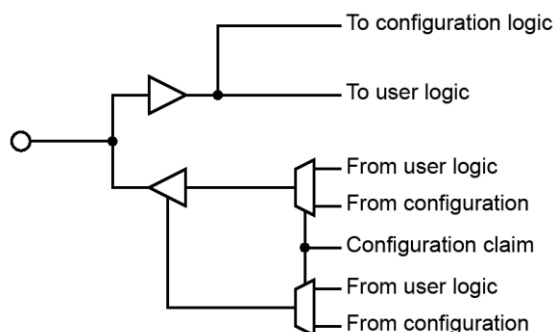 To configuration logic
To user logic
From user logic
From configuration
Configuration claim
From user logic
From configuration